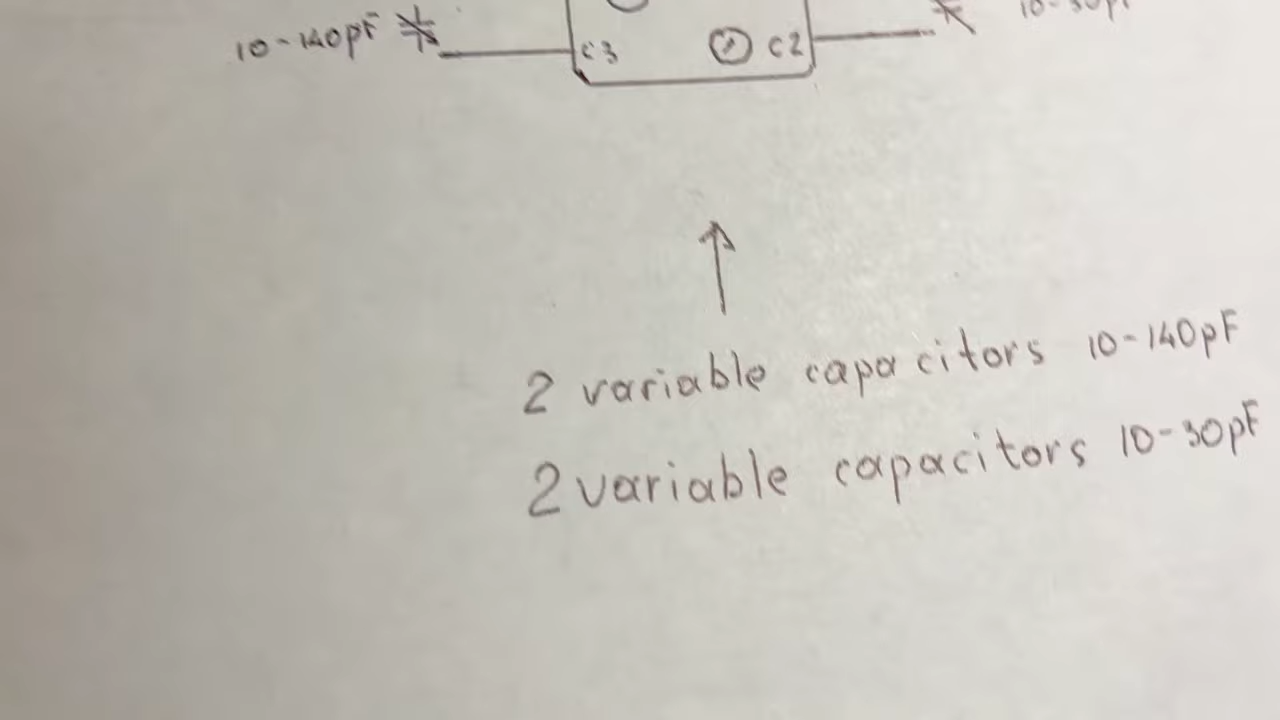 10-140pF
C3
C2
2 variable capacitors 10-140pF
2 variable capacitors 10-30pF